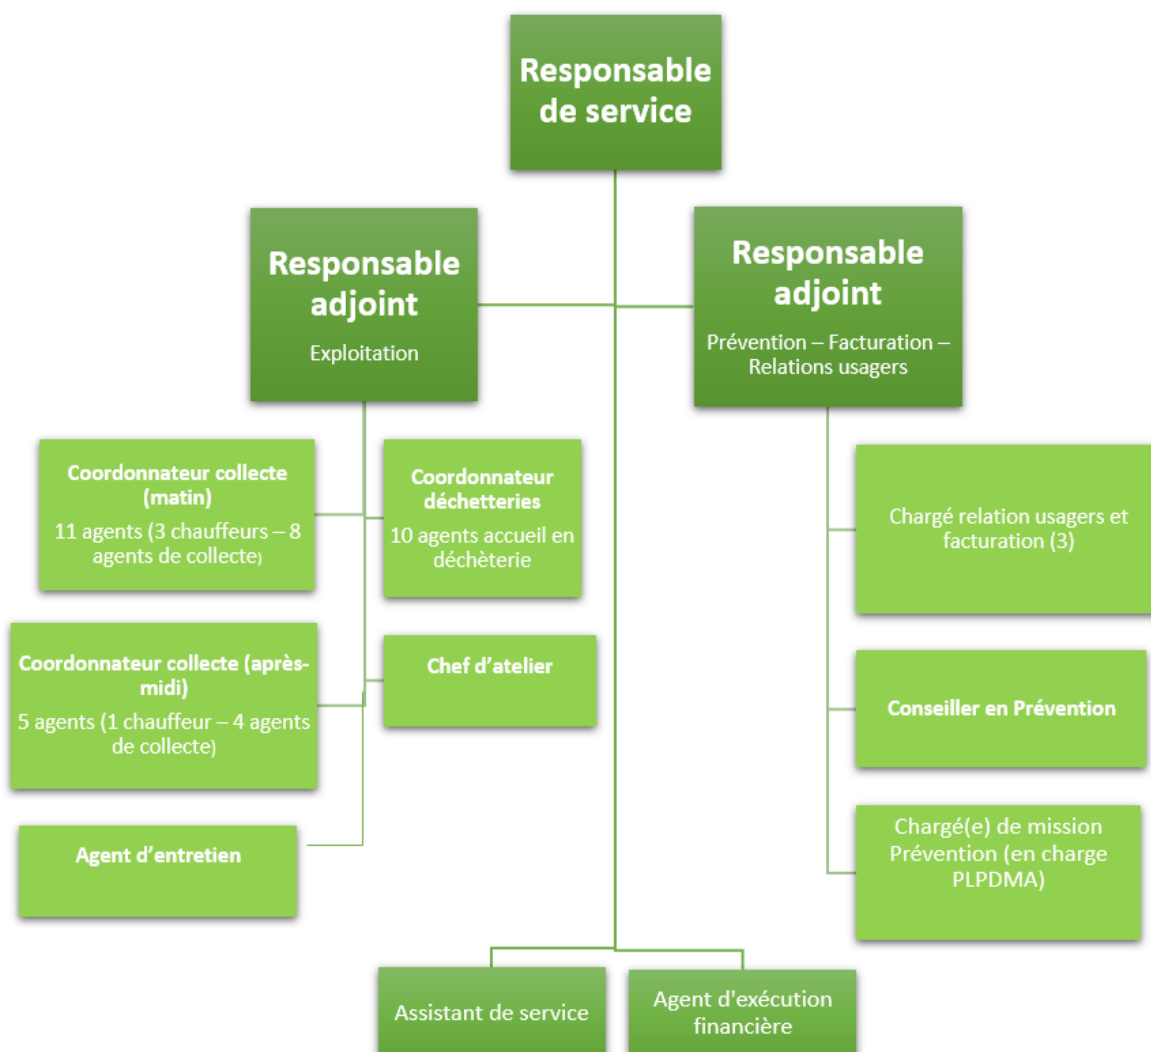 Responsable
de service
Responsable
adjoint
Exploitation
Responsable
adjoint
Prévention – Facturation –
Relations usagers
Coordonnateur collecte
(matin)
11 agents (3 chauffeurs – 8
agents de collecte)
Coordonnateur
déchetteries
10 agents accueil en
déchèterie
Chargé relation usagers et
facturation (3)
Coordonnateur collecte (après-
midi)
5 agents (1 chauffeur – 4 agents
de collecte)
Chef d’atelier
Conseiller en Prévention
Agent d’entretien
Chargé(e) de mission
Prévention (en charge
PLPDMA)
Assistant de service
Agent d'exécution
financière